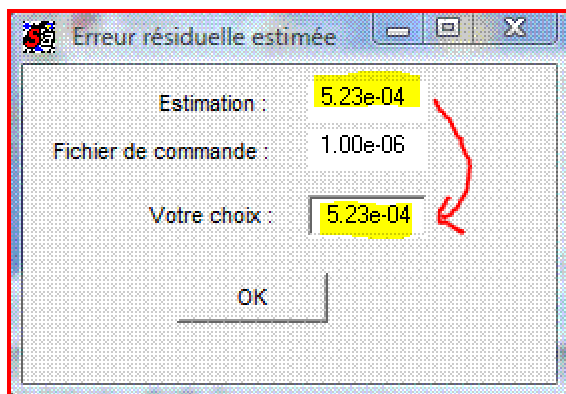 Erreur résiduelle estimée
Estimation : 5.23e-04
Fichier de commande : 1.00e-06
Votre choix : 5.23e-04
OK